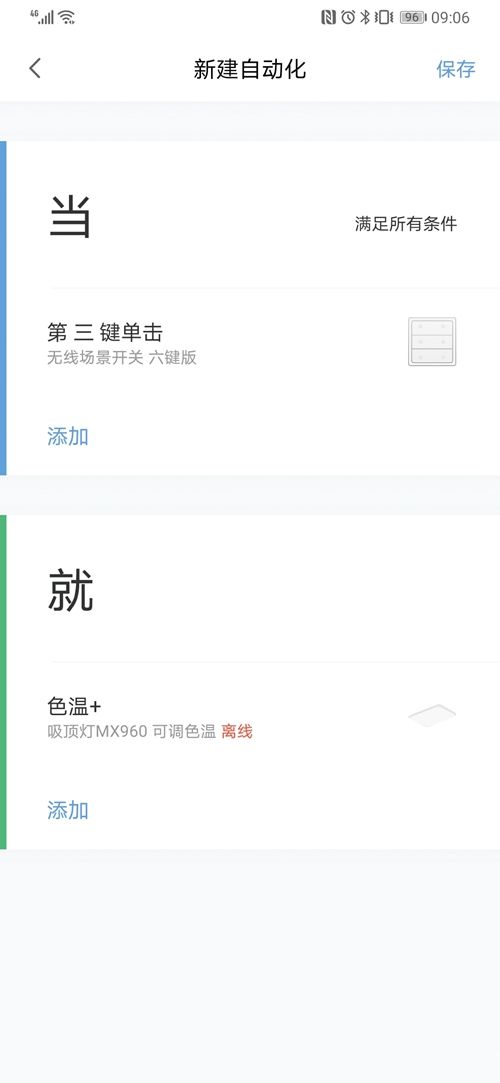 4G 96 09:06
新建自动化 保存
当
满足所有条件
第 三 键单击
无线场景开关 六键版
添加
就
色温+
吸顶灯MX960 可调色温 离线
添加